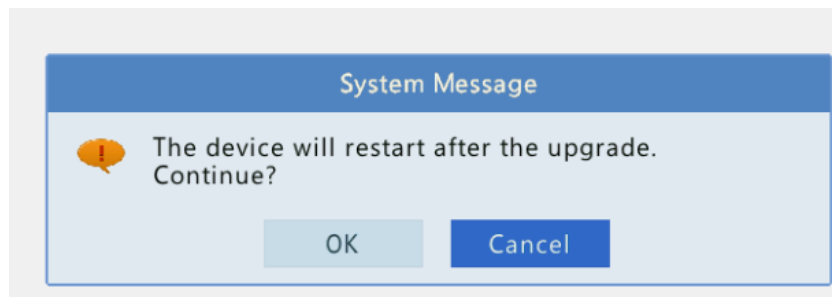 System Message
The device will restart after the upgrade.
Continue?
OK Cancel